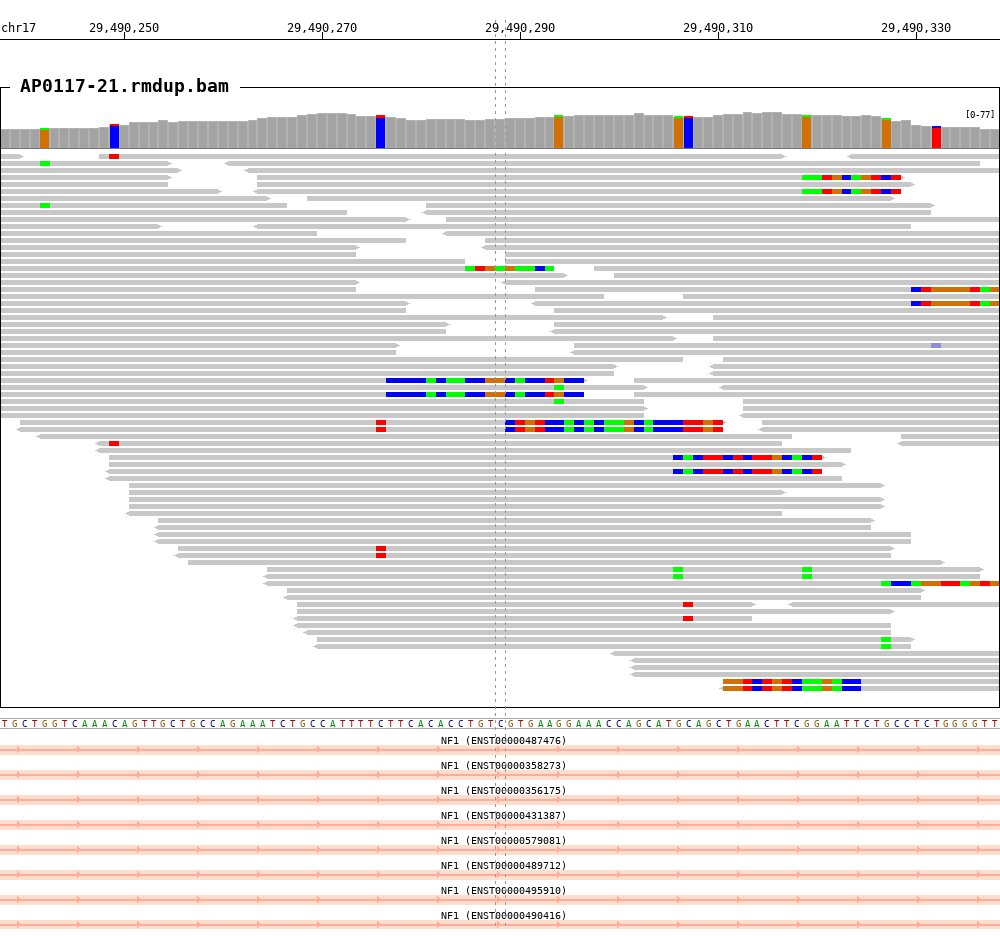 chr17 29,490,250 29,490,270 29,490,290 29,490,310 29,490,330
AP0117-21.rmdup.bam
[0-77]
T G C T G G T C A A A C A G T T G C T G C C A G A A A T C T G C C A T T T T C T T C A C A C C T G T C G T G A A G G A A A C C A G C A T G C A G C T G A A C T T C G G A A T T C T G C C T C T G G G G T T
NF1 (ENST00000487476)
NF1 (ENST00000358273)
NF1 (ENST00000356175)
NF1 (ENST00000431387)
NF1 (ENST00000579081)
NF1 (ENST00000489712)
NF1 (ENST00000495910)
NF1 (ENST00000490416)